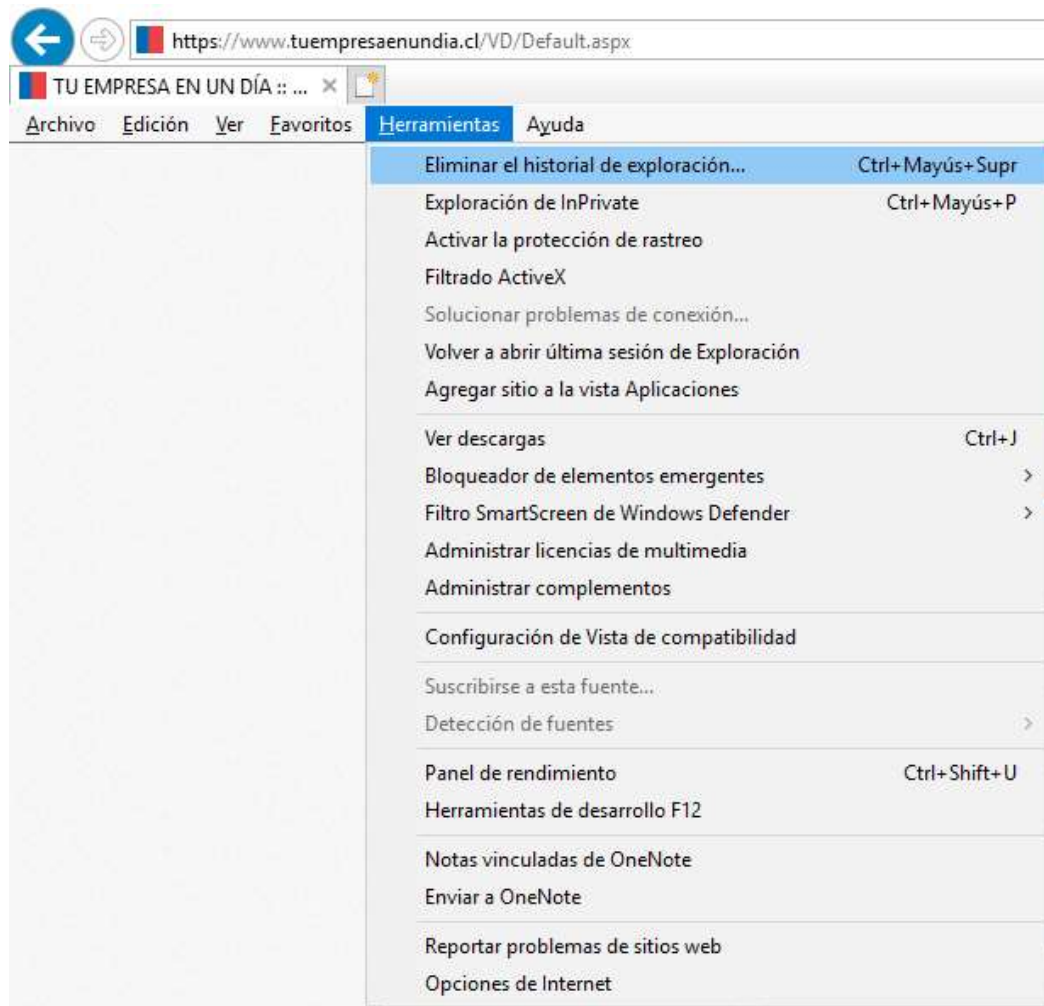 https://www.tuempresaenundia.cl/VD/Default.aspx
TU EMPRESA EN UN DÍA :: ...
Archivo Edición Ver Favoritos Herramientas Ayuda
Eliminar el historial de exploración... Ctrl+Mayús+Supr
Exploración de InPrivate Ctrl+Mayús+P
Activar la protección de rastreo
Filtrado ActiveX
Solucionar problemas de conexión...
Volver a abrir última sesión de Exploración
Agregar sitio a la vista Aplicaciones
Ver descargas Ctrl+J
Bloqueador de elementos emergentes
Filtro SmartScreen de Windows Defender
Administrar licencias de multimedia
Administrar complementos
Configuración de Vista de compatibilidad
Suscribirse a esta fuente...
Detección de fuentes
Panel de rendimiento Ctrl+Shift+U
Herramientas de desarrollo F12
Notas vinculadas de OneNote
Enviar a OneNote
Reportar problemas de sitios web
Opciones de Internet